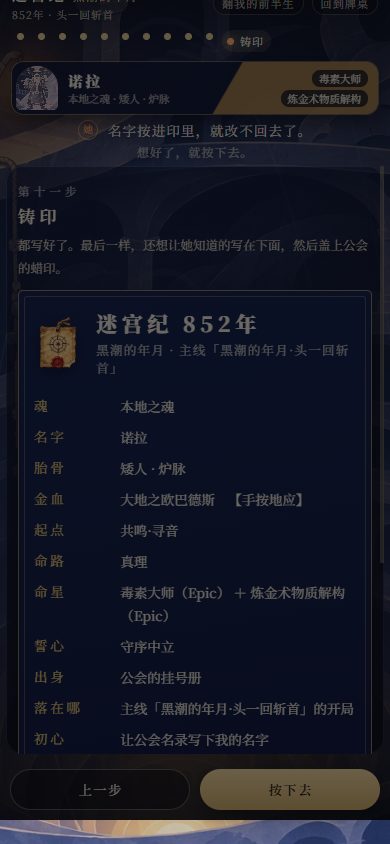 852年 · 头一回斩首
翻我的前半生
回到牌桌
铸印
诺拉
本地之魂 · 矮人 · 炉脉
毒素大师
炼金术物质解构
她 名字按进印里，就改不回去了。
想好了，就按下去。
第十一步
铸印
都写好了。最后一样，还想让她知道的写在下面，然后盖上公会
的蜡印。
迷宫纪 852年
黑潮的年月 · 主线「黑潮的年月·头一回斩
首」
魂 本地之魂
名字 诺拉
胎骨 矮人 · 炉脉
金血 大地之欧巴德斯 【手按地应】
起点 共鸣·寻音
命路 真理
命星 毒素大师（Epic） ＋ 炼金术物质解构
（Epic）
誓心 守序中立
出身 公会的挂号册
落在哪 主线「黑潮的年月·头一回斩首」的开局
初心 让公会名录写下我的名字
上一步
按下去